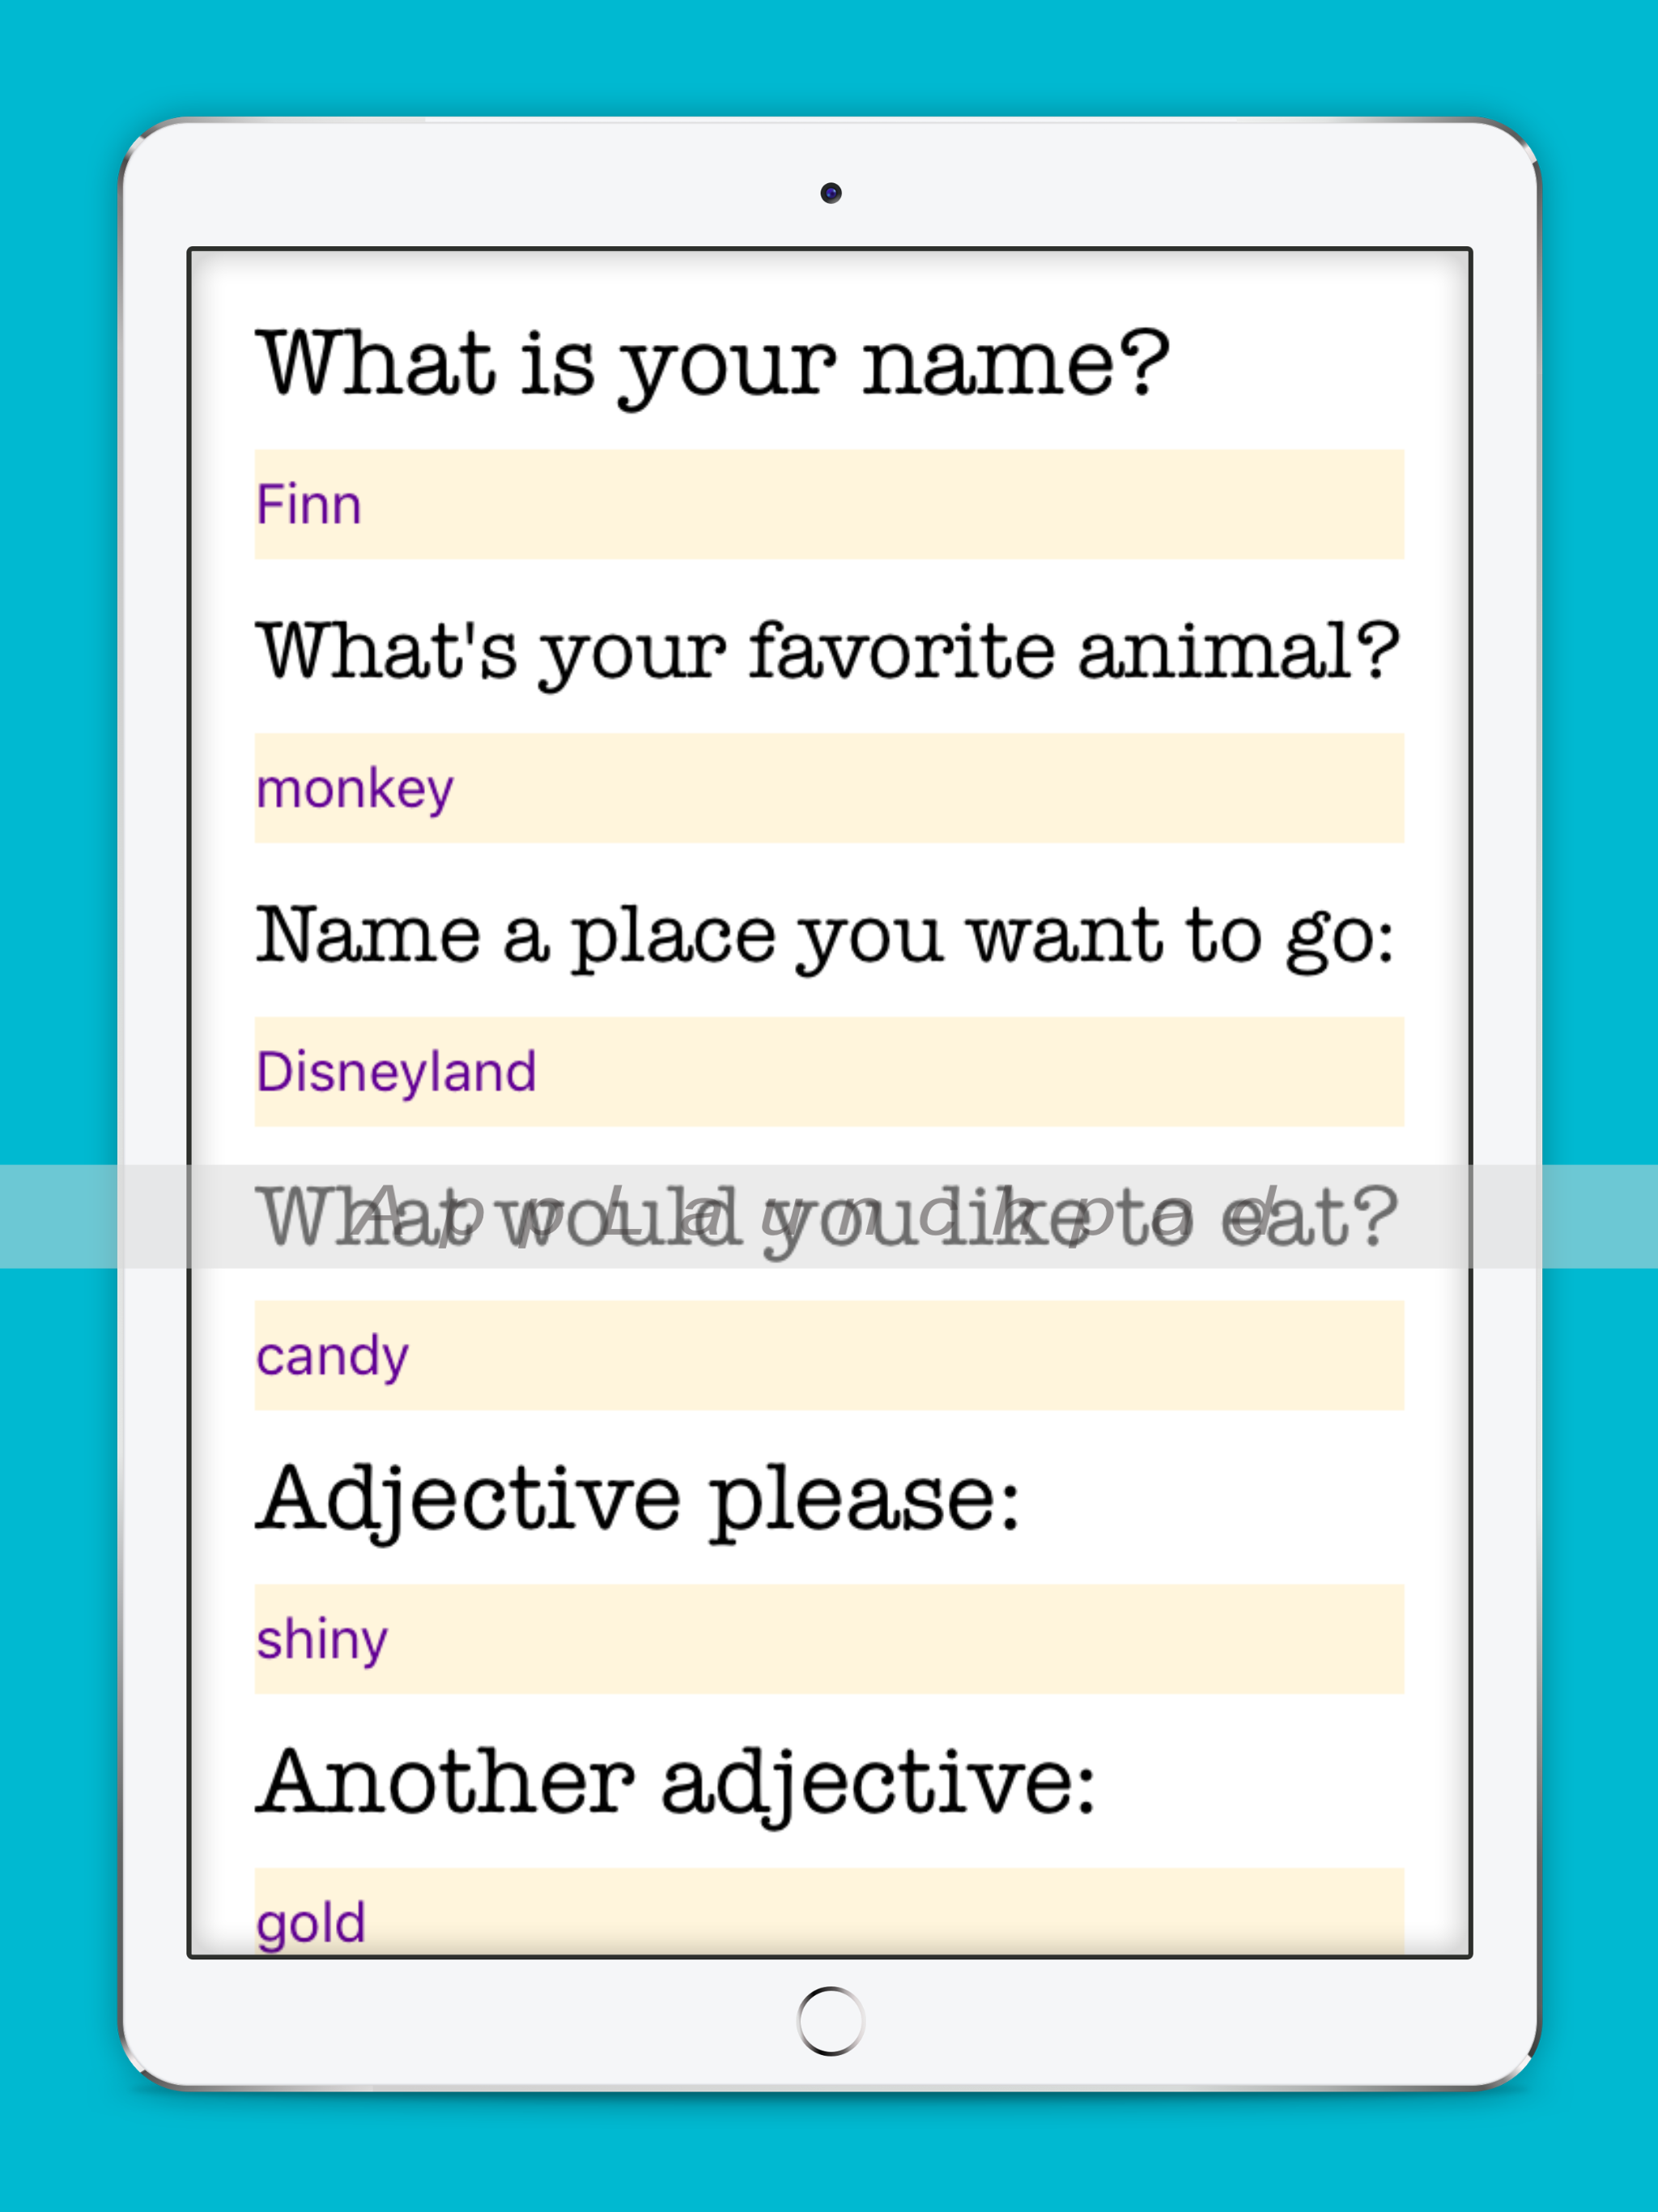 What is your name?
Finn
What's your favorite animal?
monkey
Name a place you want to go:
Disneyland
What would you like to eat?
AppLaunchpad
candy
Adjective please:
shiny
Another adjective:
gold